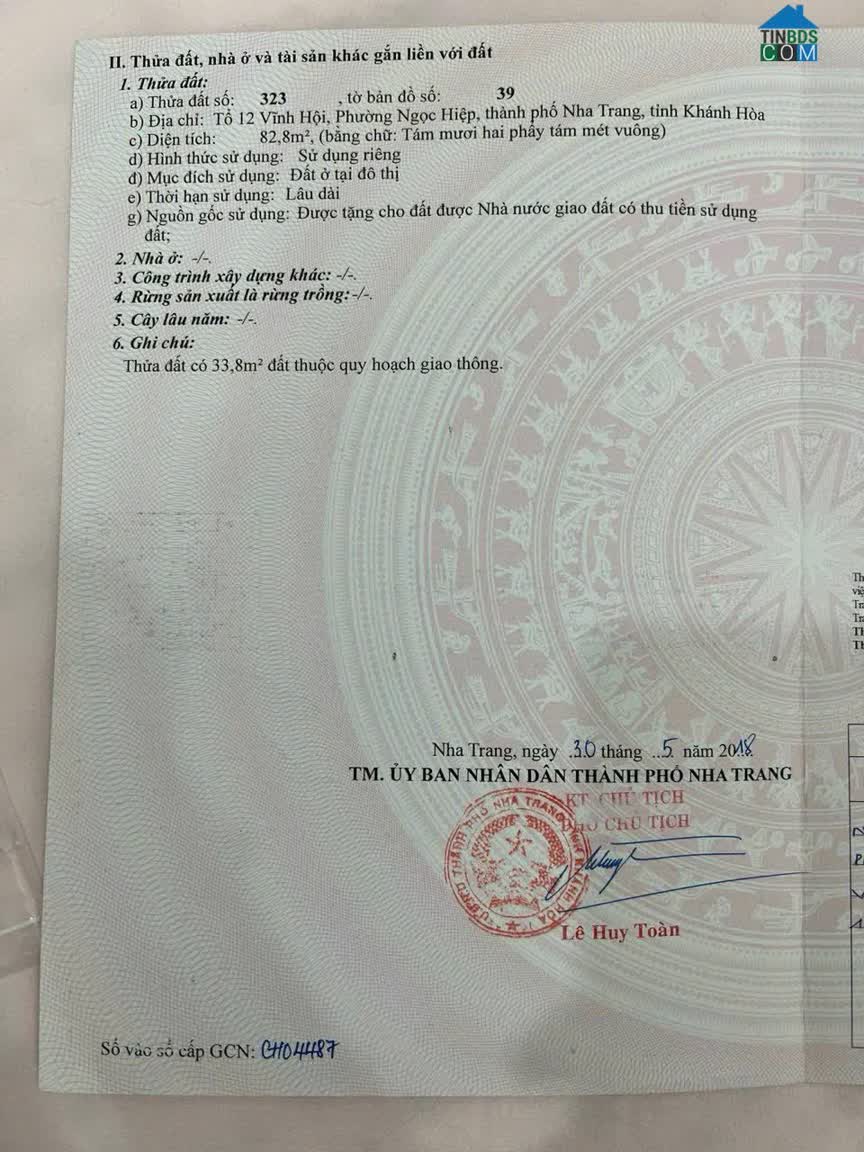 TINBDS
COM
II. Thửa đất, nhà ở và tài sản khác gắn liền với đất
1. Thửa đất:
a) Thửa đất số: 323 , tờ bản đồ số: 39
b) Địa chỉ: Tổ 12 Vĩnh Hội, Phường Ngọc Hiệp, thành phố Nha Trang, tỉnh Khánh Hòa
c) Diện tích: 82,8m², (bằng chữ: Tám mươi hai phẩy tám mét vuông)
d) Hình thức sử dụng: Sử dụng riêng
đ) Mục đích sử dụng: Đất ở tại đô thị
e) Thời hạn sử dụng: Lâu dài
g) Nguồn gốc sử dụng: Được tặng cho đất được Nhà nước giao đất có thu tiền sử dụng
đất;
2. Nhà ở: -/-.
3. Công trình xây dựng khác: -/-.
4. Rừng sản xuất là rừng trồng: -/-.
5. Cây lâu năm: -/-.
6. Ghi chú:
Thửa đất có 33,8m² đất thuộc quy hoạch giao thông.
Nha Trang, ngày 30 tháng 5 năm 2018
TM. ỦY BAN NHÂN DÂN THÀNH PHỐ NHA TRANG
KT. CHỦ TỊCH
PHÓ CHỦ TỊCH
Lê Huy Toàn
Số vào sổ cấp GCN: CH04487